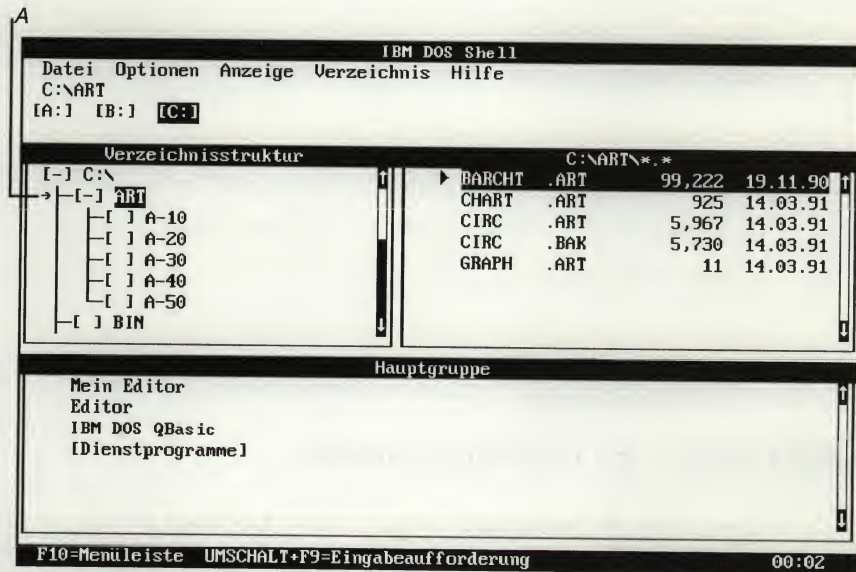 A
IBM DOS Shell
Datei Optionen Anzeige Verzeichnis Hilfe
C:\ART
[A:] [B:] [C:]
Verzeichnisstruktur
[-] C:\
[-] ART
[ ] A-10
[ ] A-20
[ ] A-30
[ ] A-40
[ ] A-50
[ ] BIN
C:\ART\*.*
BARCHT .ART 99,222 19.11.90
CHART .ART 925 14.03.91
CIRC .ART 5,967 14.03.91
CIRC .BAK 5,730 14.03.91
GRAPH .ART 11 14.03.91
Hauptgruppe
Mein Editor
Editor
IBM DOS QBasic
[Dienstprogramme]
F10=Menüleiste UMSCHALT+F9=Eingabeaufforderung 00:02